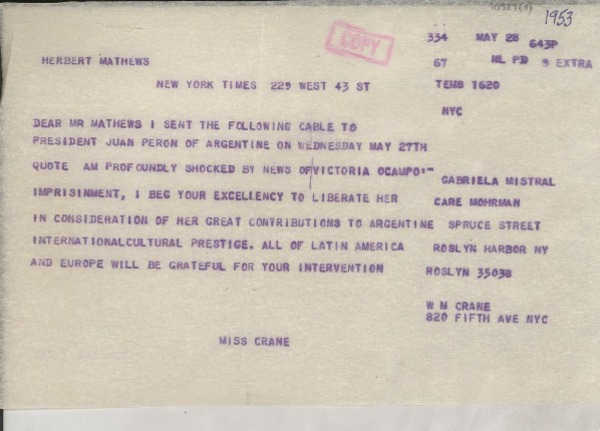 1953
COPY
334 MAY 28 643P
HERBERT MATHEWS
67 NL PD 9 EXTRA
NEW YORK TIMES 229 WEST 43 ST
TEMB 1620
NYC
DEAR MR MATHEWS I SENT THE FOLLOWING CABLE TO
PRESIDENT JUAN PERON OF ARGENTINE ON WEDNESDAY MAY 27TH
QUOTE AM PROFOUNDLY SHOCKED BY NEWS OF VICTORIA OCAMPO'"
IMPRISINMENT, I BEG YOUR EXCELLENCY TO LIBERATE HER
IN CONSIDERATION OF HER GREAT CONTRIBUTIONS TO ARGENTINE
INTERNATIONALCULTURAL PRESTIGE. ALL OF LATIN AMERICA
AND EUROPE WILL BE GRATEFUL FOR YOUR INTERVENTION
GABRIELA MISTRAL
CARE MOHRMAN
SPRUCE STREET
ROSLYN HARBOR NY
ROSLYN 35038
W M CRANE
820 FIFTH AVE NYC
MISS CRANE